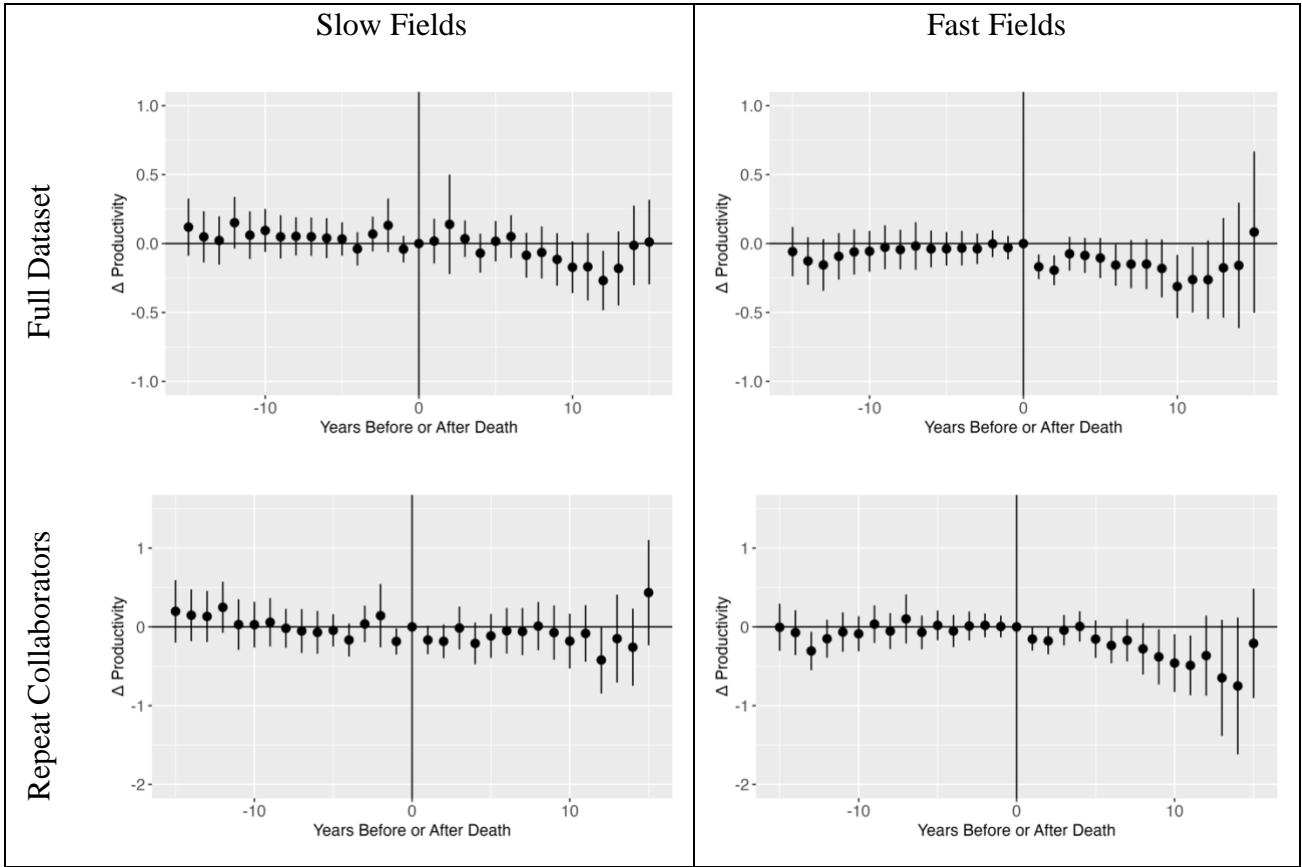 Slow Fields
Fast Fields
Full Dataset
Δ Productivity
1.0
0.5
0.0
-0.5
-1.0
-10
0
10
Years Before or After Death
Δ Productivity
1.0
0.5
0.0
-0.5
-1.0
-10
0
10
Years Before or After Death
Repeat Collaborators
Δ Productivity
1
0
-1
-2
-10
0
10
Years Before or After Death
Δ Productivity
1
0
-1
-2
-10
0
10
Years Before or After Death